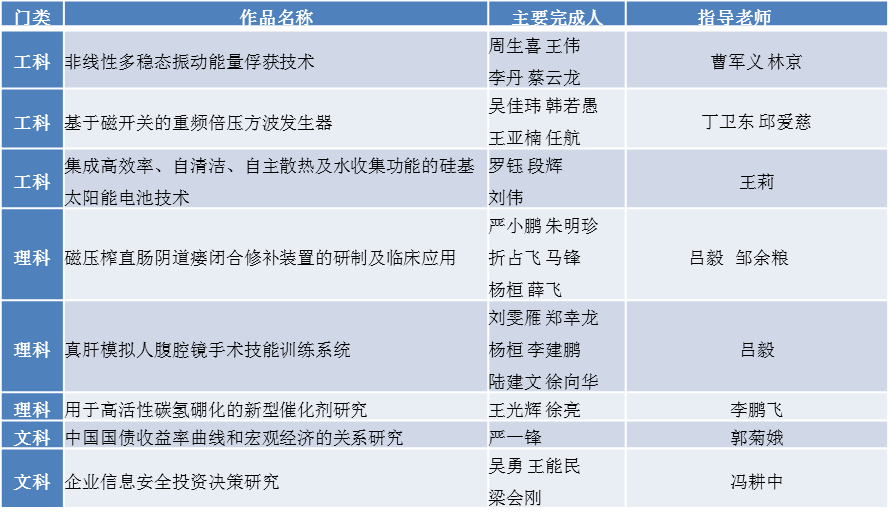 门类 作品名称 主要完成人 指导老师
工科 非线性多稳态振动能量俘获技术 周生喜 王伟 曹军义 林京
李丹 蔡云龙
工科 基于磁开关的重频倍压方波发生器 吴佳玮 韩若愚 丁卫东 邱爱慈
王亚楠 任航
工科 集成高效率、自清洁、自主散热及水收集功能的硅基 罗钰 段辉 王莉
太阳能电池技术 刘伟
理科 磁压榨直肠阴道瘘闭合修补装置的研制及临床应用 严小鹏 朱明珍 吕毅 邹余粮
折占飞 马锋
杨桓 薛飞
理科 真肝模拟人腹腔镜手术技能训练系统 刘雯雁 郑幸龙 吕毅
杨桓 李建鹏
陆建文 徐向华
理科 用于高活性碳氢硼化的新型催化剂研究 王光辉 徐亮 李鹏飞
文科 中国国债收益率曲线和宏观经济的关系研究 严一锋 郭菊娥
文科 企业信息安全投资决策研究 吴勇 王能民 冯耕中
梁会刚